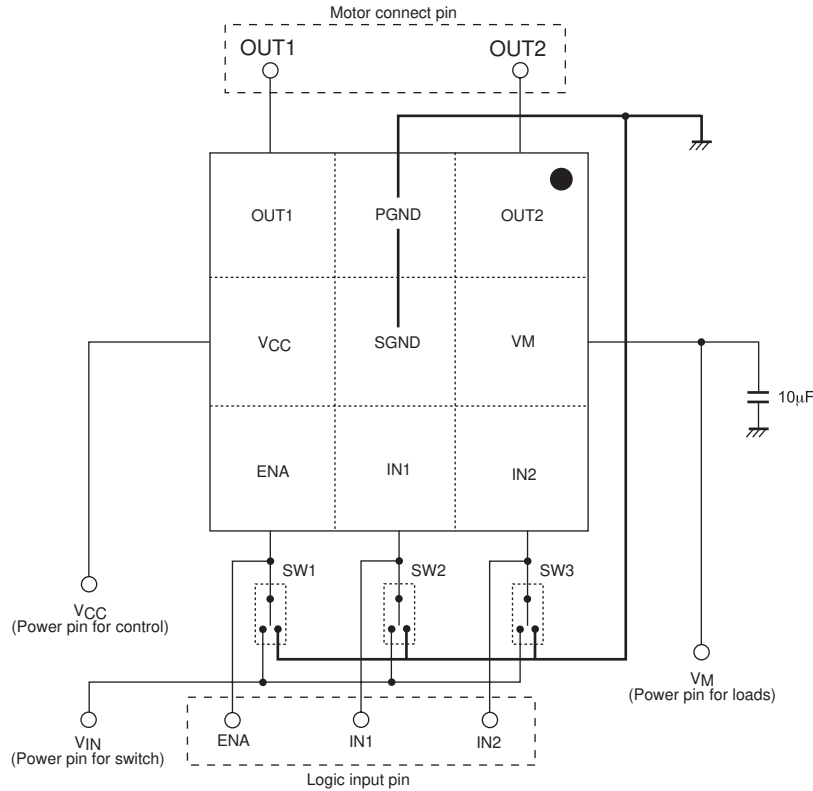 Motor connect pin
OUT1 OUT2
OUT1 PGND OUT2
VCC SGND VM
10μF
ENA IN1 IN2
SW1 SW2 SW3
VCC
(Power pin for control)
VM
(Power pin for loads)
VIN
(Power pin for switch)
ENA IN1 IN2
Logic input pin